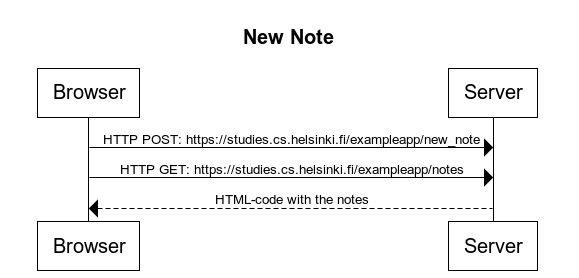 New Note
Browser
Server
HTTP POST: https://studies.cs.helsinki.fi/exampleapp/new_note
HTTP GET: https://studies.cs.helsinki.fi/exampleapp/notes
HTML-code with the notes
Browser
Server